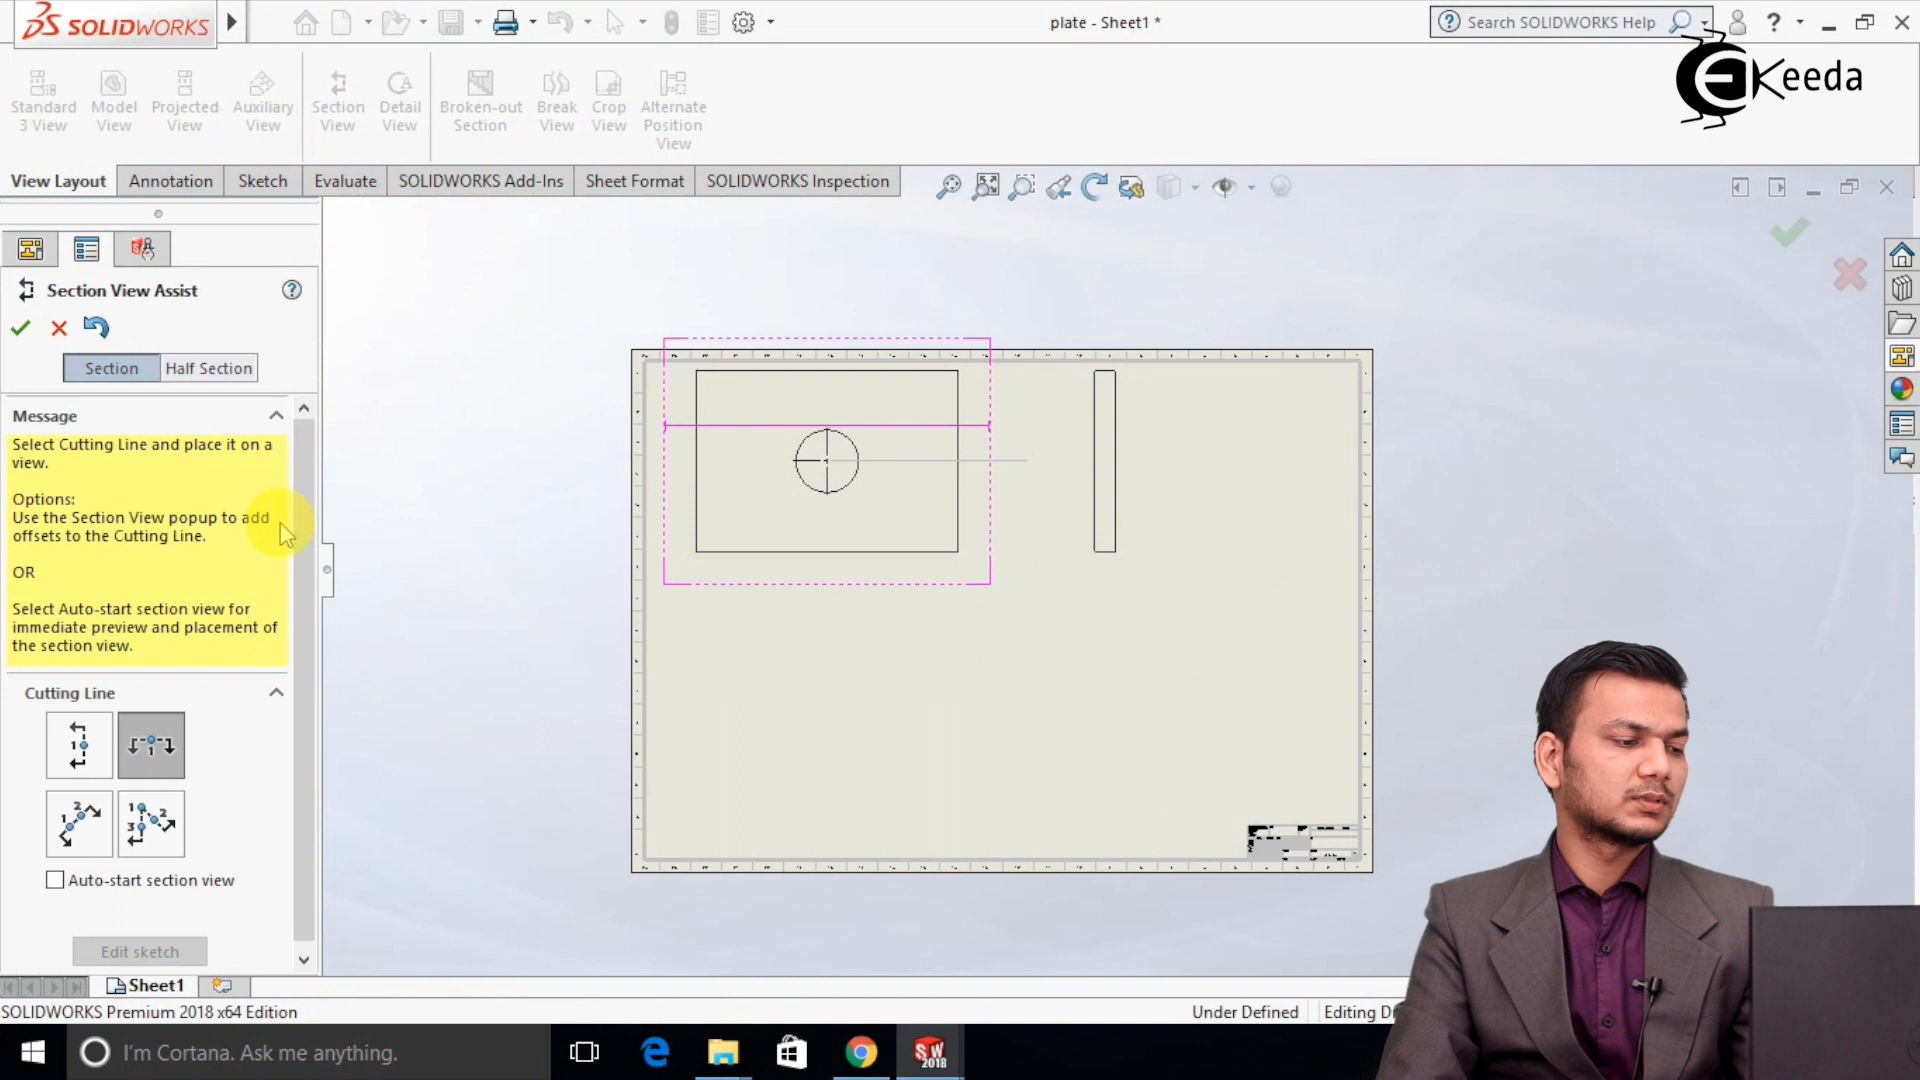 SOLIDWORKS
plate - Sheet1 *
Search SOLIDWORKS Help
Keeda
Standard 3 View
Model View
Projected View
Auxiliary View
Section View
Detail View
Broken-out Section
Break View
Crop View
Alternate Position View
View Layout
Annotation
Sketch
Evaluate
SOLIDWORKS Add-Ins
Sheet Format
SOLIDWORKS Inspection
Section View Assist
Section
Half Section
Message
Select Cutting Line and place it on a
view.
Options:
Use the Section View popup to add
offsets to the Cutting Line.
OR
Select Auto-start section view for
immediate preview and placement of
the section view.
Cutting Line
Auto-start section view
Edit sketch
Sheet1
SOLIDWORKS Premium 2018 x64 Edition
Under Defined
Editing D
I'm Cortana. Ask me anything.
SW
2018